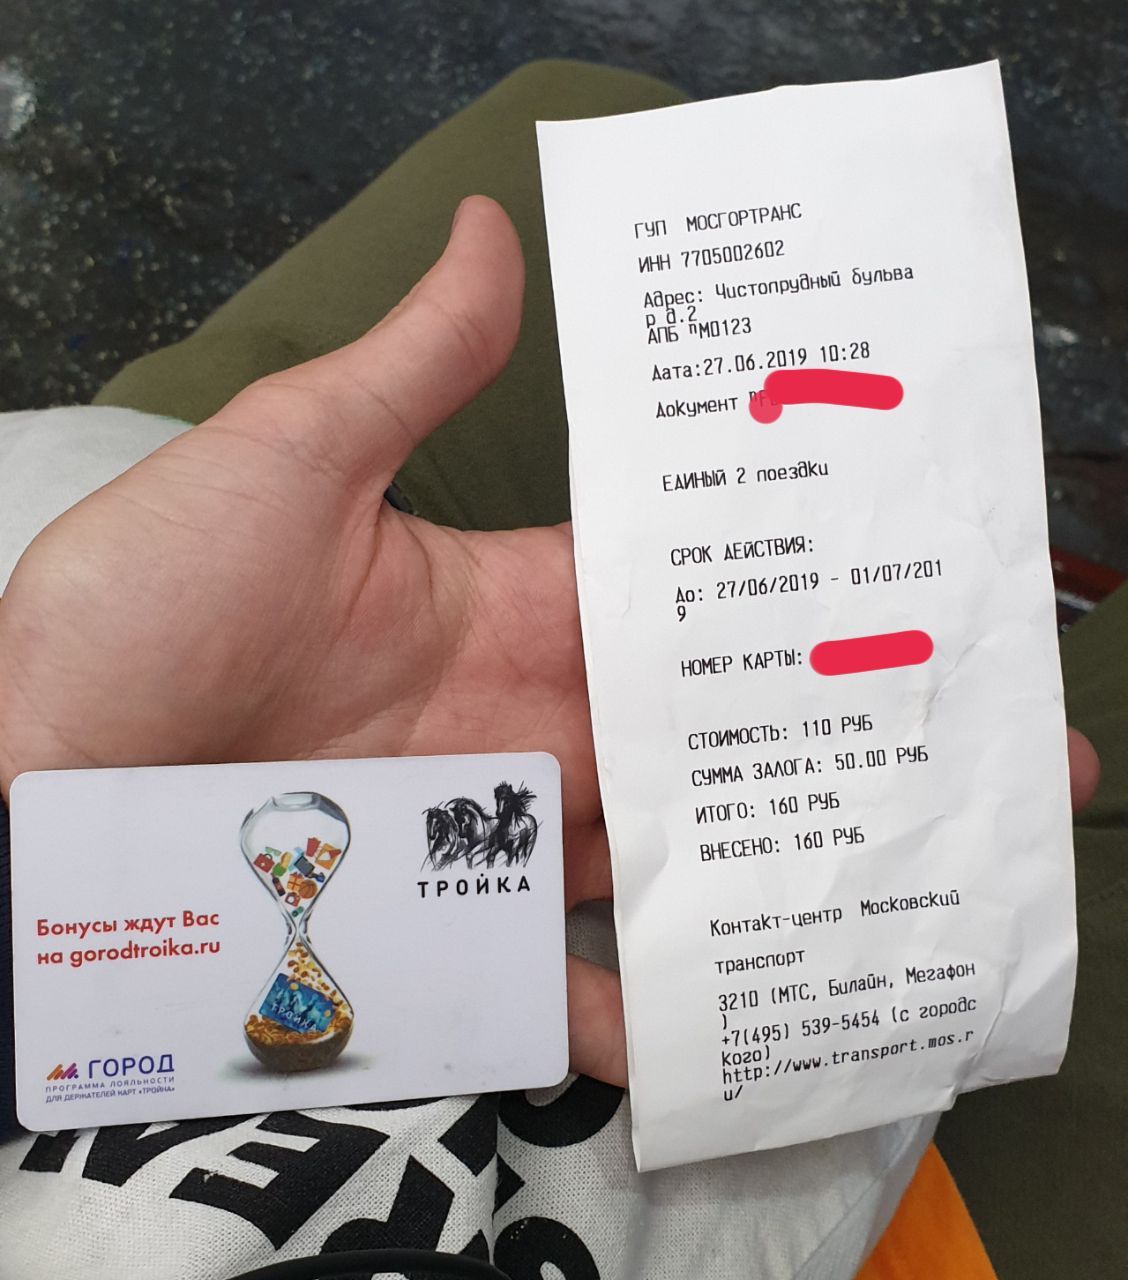 ГУП МОСГОРТРАНС
ИНН 7705002602
Адрес: Чистопрудный бульва
р д.2
АПБ ПМ0123
Дата:27.06.2019 10:28
Документ
ЕДИНЫЙ 2 поездки
СРОК ДЕЙСТВИЯ:
До: 27/06/2019 - 01/07/201
9
НОМЕР КАРТЫ:
СТОИМОСТЬ: 110 РУБ
СУММА ЗАЛОГА: 50.00 РУБ
ИТОГО: 160 РУБ
ВНЕСЕНО: 160 РУБ
Контакт-центр Московский
транспорт
3210 (МТС, Билайн, Мегафон
)
+7(495) 539-5454 (с городс
кого)
http://www.transport.mos.r
u/
ТРОЙКА
Бонусы ждут Вас
на gorodtroika.ru
ТРОЙКА
ГОРОД
ПРОГРАММА ЛОЯЛЬНОСТИ
ДЛЯ ДЕРЖАТЕЛЕЙ КАРТ «ТРОЙКА»